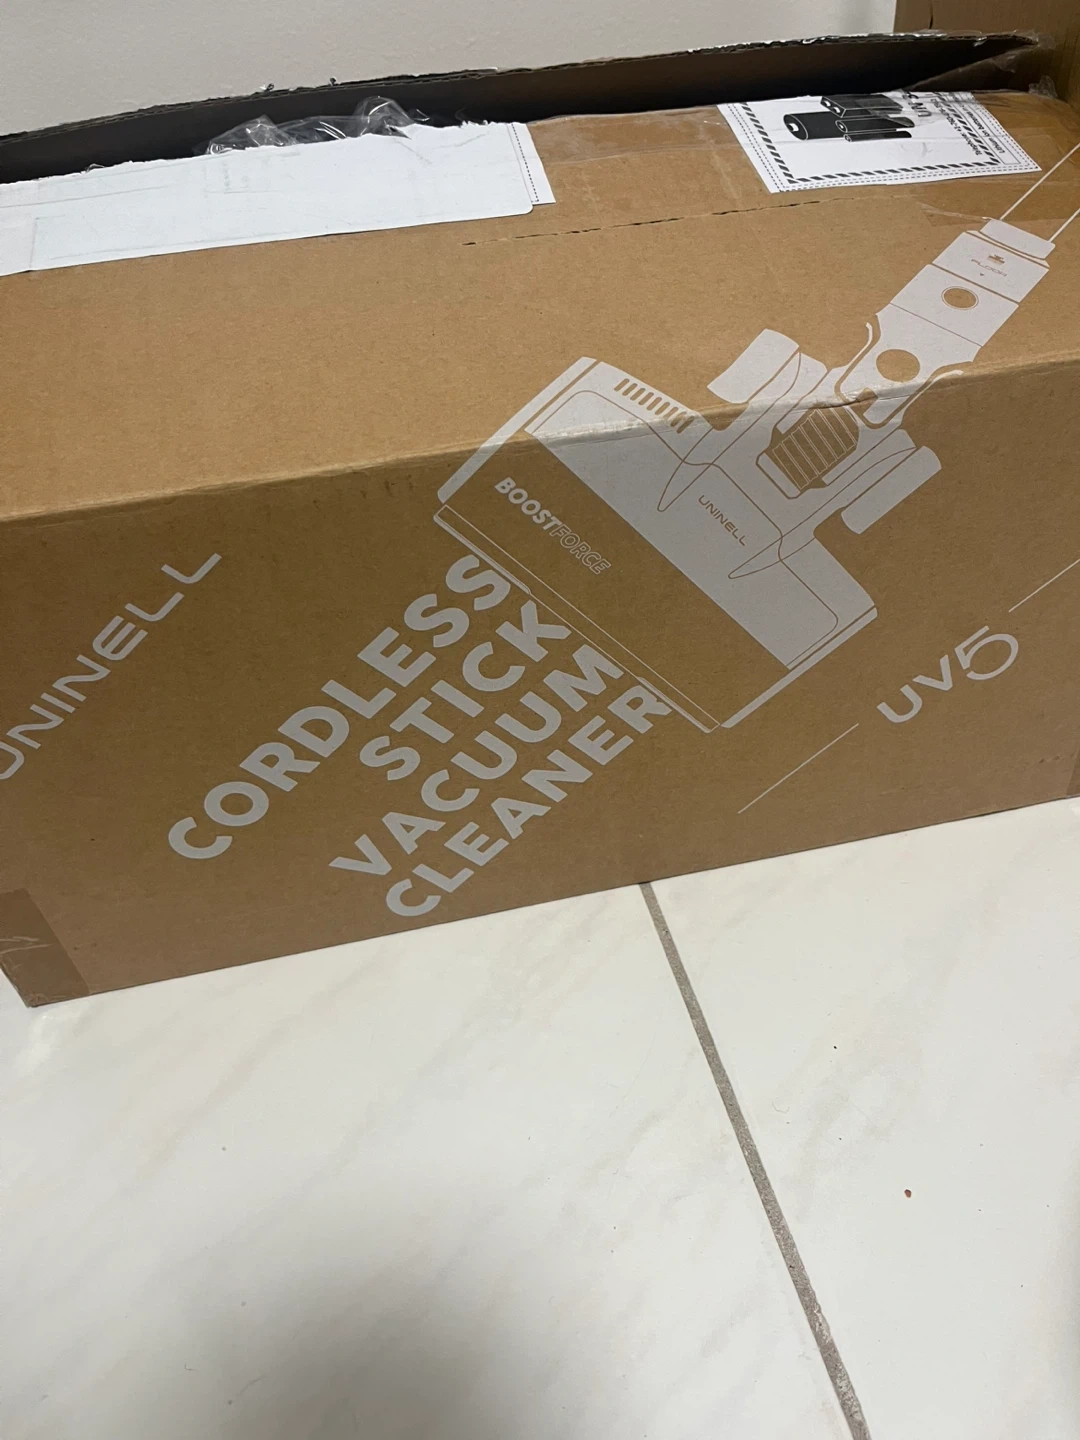 UNINELL
CORDLESS
STICK
VACUUM
CLEANER
BOOSTFORCE
UNINELL
UV5